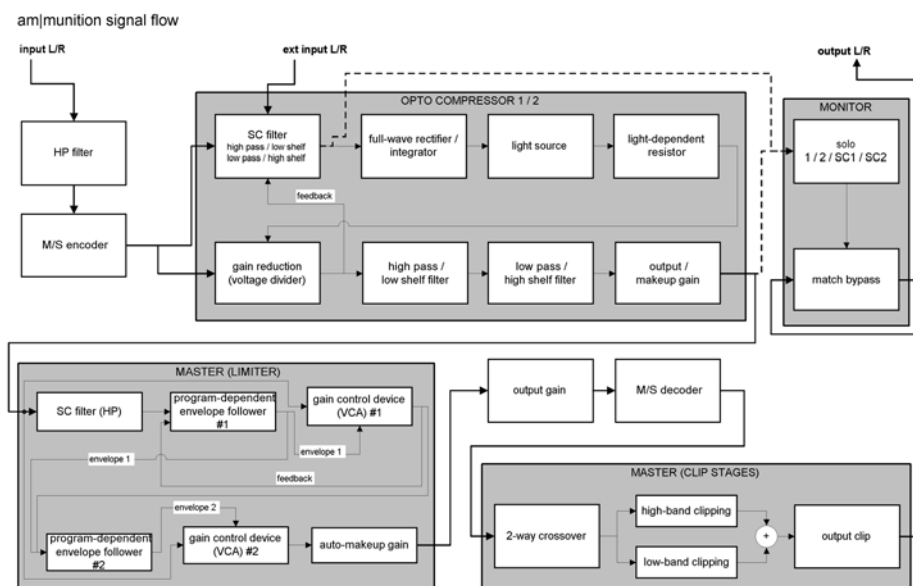 am|munition signal flow
input L/R
ext input L/R
output L/R
OPTO COMPRESSOR 1 / 2
MONITOR
HP filter
SC filter
high pass / low shelf
low pass / high shelf
full-wave rectifier /
integrator
light source
light-dependent
resistor
solo
1 / 2 / SC1 / SC2
feedback
M/S encoder
gain reduction
(voltage divider)
high pass /
low shelf filter
low pass /
high shelf filter
output /
makeup gain
match bypass
MASTER (LIMITER)
SC filter (HP)
program-dependent
envelope follower
#1
gain control device
(VCA) #1
output gain
M/S decoder
envelope 1
envelope 1
feedback
MASTER (CLIP STAGES)
envelope 2
program-dependent
envelope follower
#2
gain control device
(VCA) #2
auto-makeup gain
2-way crossover
high-band clipping
low-band clipping
+
output clip